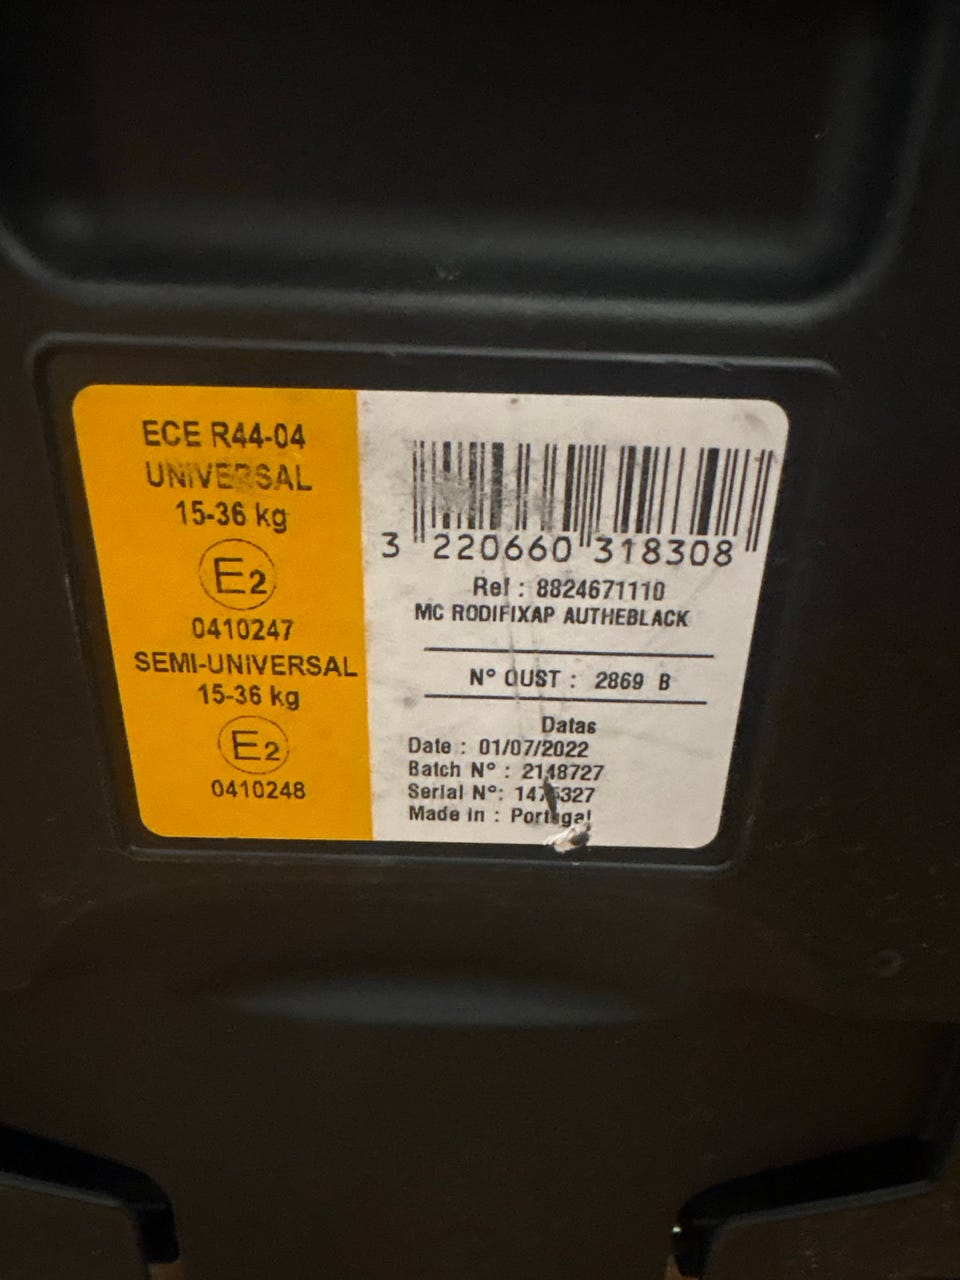 ECE R44-04
UNIVERSAL
15-36 kg
E2
0410247
SEMI-UNIVERSAL
15-36 kg
E2
0410248
3 220660 318308
Ref : 8824671110
MC RODIFIXAP AUTHEBLACK
N° OUST : 2869 B
Datas
Date : 01/07/2022
Batch N° : 2148727
Serial N°:
Made in : Portugal